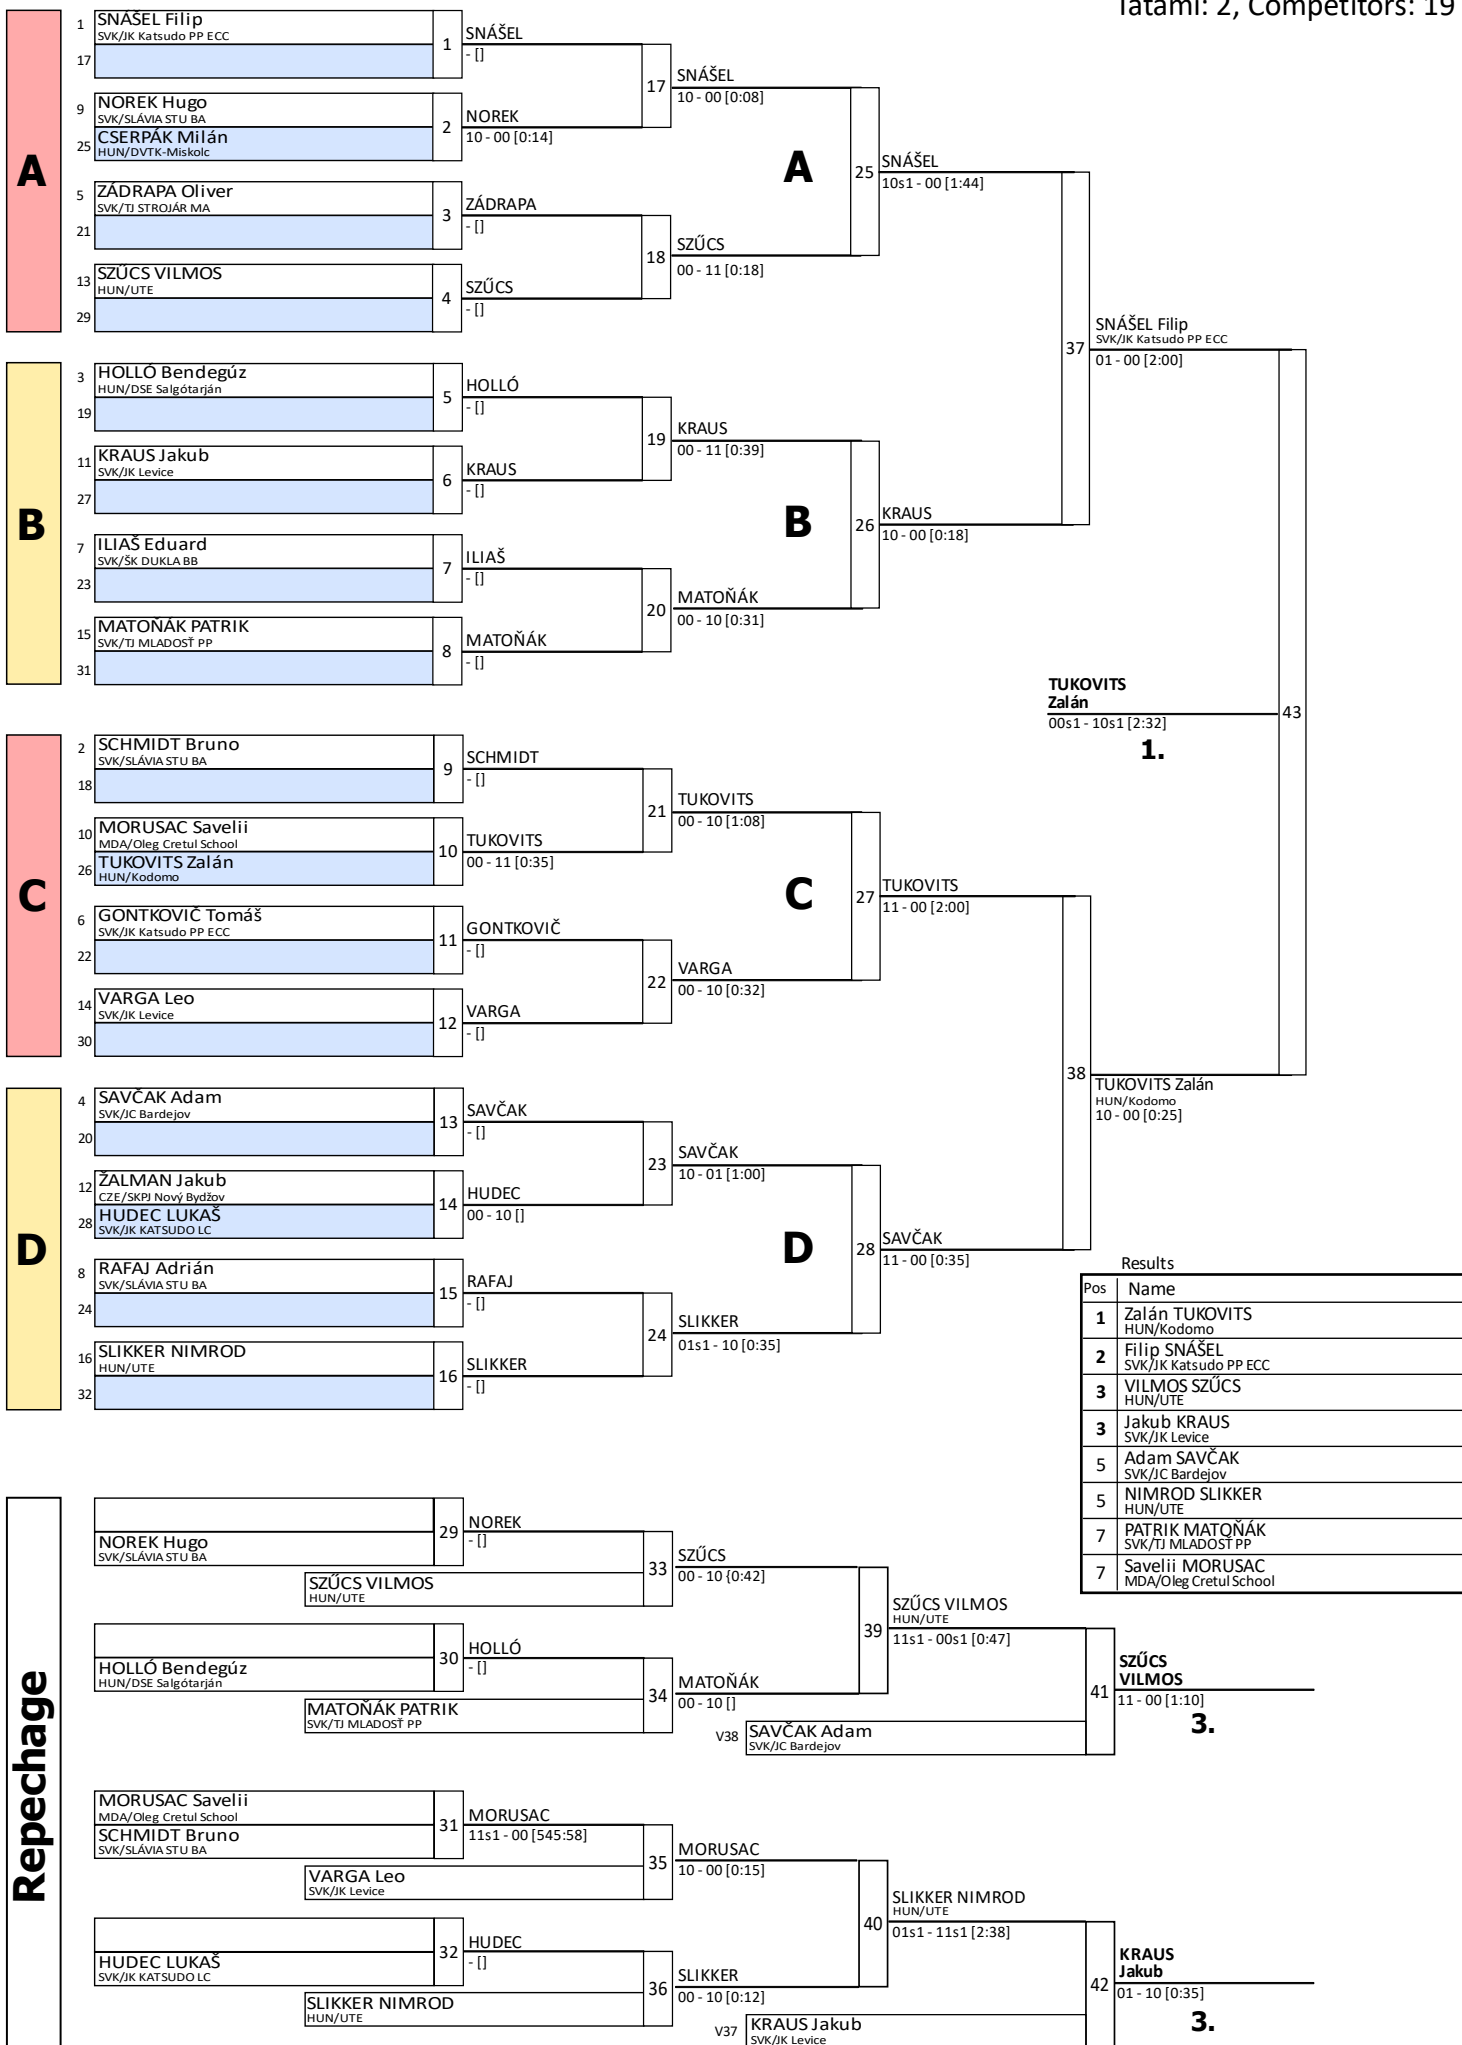 Tatami: 2, Competitors: 19
A
1 SNÁŠEL Filip
SVK/JK Katsudo PP ECC
17
1
SNÁŠEL
- []
9 NOREK Hugo
SVK/SLÁVIA STU BA
25 CSERPÁK Milán
HUN/DVTK-Miskolc
2
NOREK
10 - 00 [0:14]
17
SNÁŠEL
10 - 00 [0:08]
5 ZÁDRAPA Oliver
SVK/TJ STROJÁR MA
21
3
ZÁDRAPA
- []
13 SZŰCS VILMOS
HUN/UTE
29
4
SZŰCS
- []
18
SZŰCS
00 - 11 [0:18]
A
25
SNÁŠEL
10s1 - 00 [1:44]
B
3 HOLLÓ Bendegúz
HUN/DSE Salgótarján
19
5
HOLLÓ
- []
11 KRAUS Jakub
SVK/JK Levice
27
6
KRAUS
- []
19
KRAUS
00 - 11 [0:39]
7 ILIAŠ Eduard
SVK/ŠK DUKLA BB
23
7
ILIAŠ
- []
15 MATOŇÁK PATRIK
SVK/TJ MLADOSŤ PP
31
8
MATOŇÁK
- []
20
MATOŇÁK
00 - 10 [0:31]
B
26
KRAUS
10 - 00 [0:18]
37
SNÁŠEL Filip
SVK/JK Katsudo PP ECC
01 - 00 [2:00]
TUKOVITS
Zalán
00s1 - 10s1 [2:32]
1.
43
C
2 SCHMIDT Bruno
SVK/SLÁVIA STU BA
18
9
SCHMIDT
- []
10 MORUSAC Savelii
MDA/Oleg Cretul School
26 TUKOVITS Zalán
HUN/Kodomo
10
TUKOVITS
00 - 11 [0:35]
21
TUKOVITS
00 - 10 [1:08]
6 GONTKOVIČ Tomáš
SVK/JK Katsudo PP ECC
22
11
GONTKOVIČ
- []
14 VARGA Leo
SVK/JK Levice
30
12
VARGA
- []
22
VARGA
00 - 10 [0:32]
C
27
TUKOVITS
11 - 00 [2:00]
D
4 SAVČAK Adam
SVK/JC Bardejov
20
13
SAVČAK
- []
12 ŽALMAN Jakub
CZE/SKPJ Nový Bydžov
28 HUDEC LUKAŠ
SVK/JK KATSUDO LC
14
HUDEC
00 - 10 []
23
SAVČAK
10 - 01 [1:00]
8 RAFAJ Adrián
SVK/SLÁVIA STU BA
24
15
RAFAJ
- []
16 SLIKKER NIMROD
HUN/UTE
32
16
SLIKKER
- []
24
SLIKKER
01s1 - 10 [0:35]
D
28
SAVČAK
11 - 00 [0:35]
38
TUKOVITS Zalán
HUN/Kodomo
10 - 00 [0:25]
Results
Pos Name
1 Zalán TUKOVITS
HUN/Kodomo
2 Filip SNÁŠEL
SVK/JK Katsudo PP ECC
3 VILMOS SZŰCS
HUN/UTE
3 Jakub KRAUS
SVK/JK Levice
5 Adam SAVČAK
SVK/JC Bardejov
5 NIMROD SLIKKER
HUN/UTE
7 PATRIK MATOŇÁK
SVK/TJ MLADOSŤ PP
7 Savelii MORUSAC
MDA/Oleg Cretul School
Repechage
NOREK Hugo
SVK/SLÁVIA STU BA
29
NOREK
- []
SZŰCS VILMOS
HUN/UTE
33
SZŰCS
00 - 10 {0:42]
HOLLÓ Bendegúz
HUN/DSE Salgótarján
30
HOLLÓ
- []
MATOŇÁK PATRIK
SVK/TJ MLADOSŤ PP
34
MATOŇÁK
00 - 10 []
39
SZŰCS VILMOS
HUN/UTE
11s1 - 00s1 [0:47]
V38 SAVČAK Adam
SVK/JC Bardejov
41
SZŰCS
VILMOS
11 - 00 [1:10]
3.
MORUSAC Savelii
MDA/Oleg Cretul School
SCHMIDT Bruno
SVK/SLÁVIA STU BA
31
MORUSAC
11s1 - 00 [545:58]
VARGA Leo
SVK/JK Levice
35
MORUSAC
10 - 00 [0:15]
HUDEC LUKAŠ
SVK/JK KATSUDO LC
32
HUDEC
- []
SLIKKER NIMROD
HUN/UTE
36
SLIKKER
00 - 10 [0:12]
40
SLIKKER NIMROD
HUN/UTE
01s1 - 11s1 [2:38]
V37 KRAUS Jakub
SVK/JK Levice
42
KRAUS
Jakub
01 - 10 [0:35]
3.